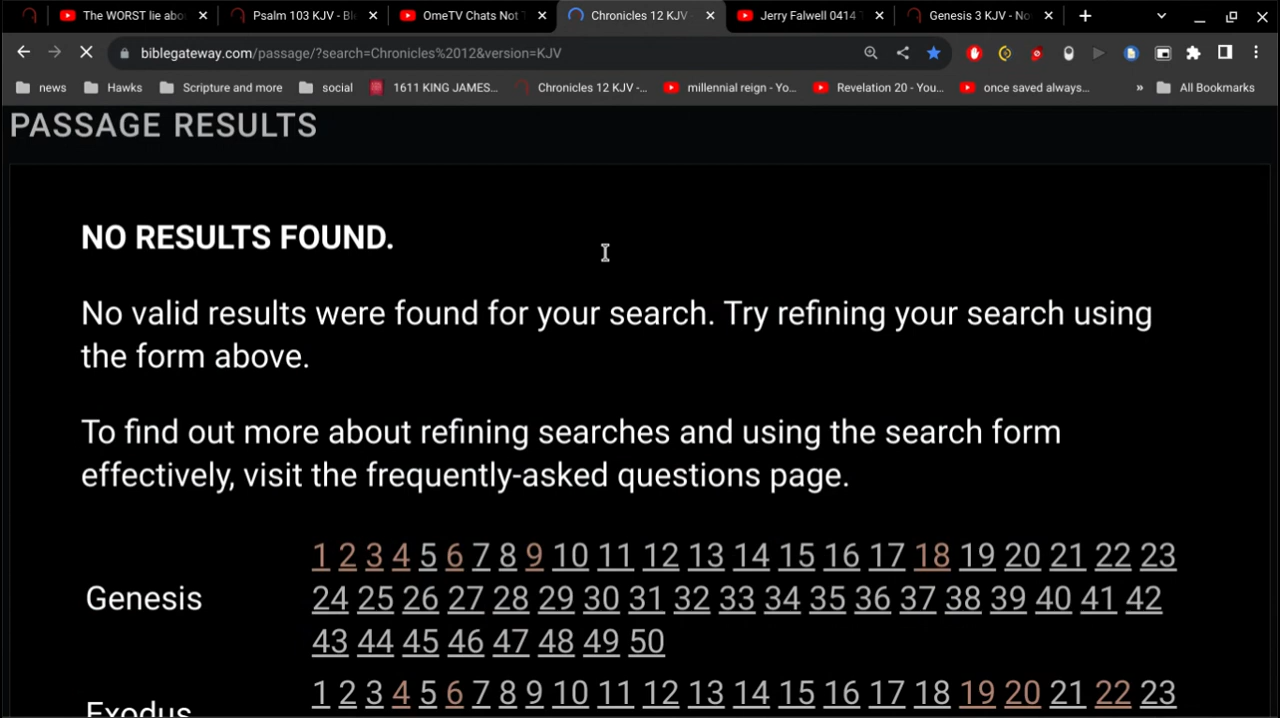 The WORST lie abou
Psalm 103 KJV - Bl
OmeTV Chats Not T
Chronicles 12 KJV -
Jerry Falwell 0414
Genesis 3 KJV - No
biblegateway.com/passage/?search=Chronicles%2012&version=KJV
news
Hawks
Scripture and more
social
1611 KING JAMES...
Chronicles 12 KJV -...
millennial reign - Yo...
Revelation 20 - You...
once saved always...
»
All Bookmarks
PASSAGE RESULTS
NO RESULTS FOUND.
No valid results were found for your search. Try refining your search using
the form above.
To find out more about refining searches and using the search form
effectively, visit the frequently-asked questions page.
Genesis
1 2 3 4 5 6 7 8 9 10 11 12 13 14 15 16 17 18 19 20 21 22 23
24 25 26 27 28 29 30 31 32 33 34 35 36 37 38 39 40 41 42
43 44 45 46 47 48 49 50
Exodus
1 2 3 4 5 6 7 8 9 10 11 12 13 14 15 16 17 18 19 20 21 22 23